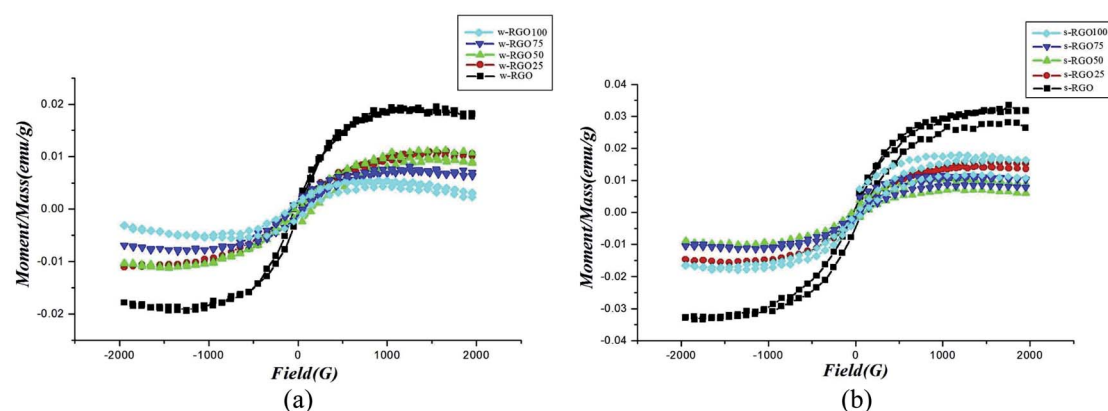 w-RGO100
w-RGO75
w-RGO50
w-RGO25
w-RGO
0.02
0.01
0.00
-0.01
-0.02
Moment/Mass(emu/g)
-2000 -1000 0 1000 2000
Field(G)
(a)
s-RGO100
s-RGO75
s-RGO50
s-RGO25
s-RGO
0.04
0.03
0.02
0.01
0.00
-0.01
-0.02
-0.03
-0.04
Moment/Mass(emu/g)
-2000 -1000 0 1000 2000
Field(G)
(b)